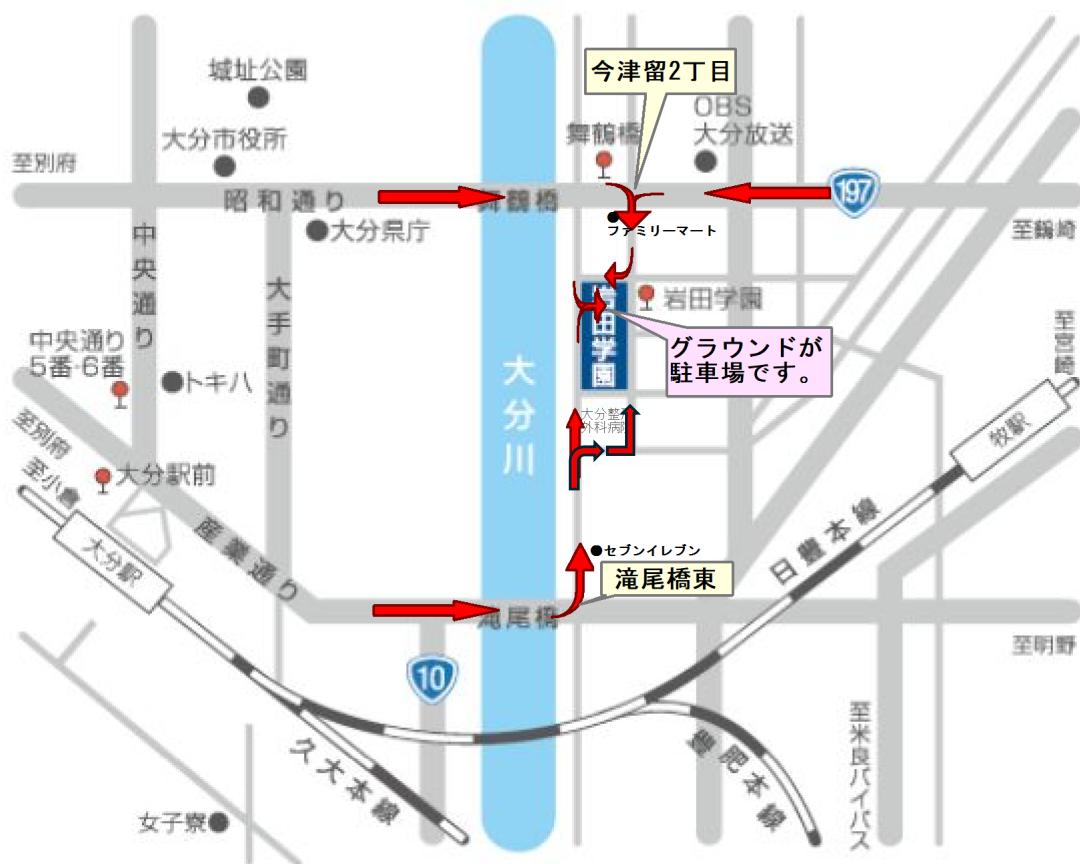 今津留2丁目
城址公園
OBS
大分放送
舞鶴橋
大分市役所
至別府
197
昭和通り
舞鶴橋
大分県庁
ファミリーマート
至鶴崎
中央通り
大手町通り
岩田学園
岩田学園
至宮崎
中央通り
5番・6番
グラウンドが
駐車場です。
トキハ
大分川
大分整
外科病
至別府
至小倉
大分駅前
牧駅
産業通り
大分駅
日豊本線
セブンイレブン
滝尾橋東
滝尾橋
至明野
10
久大本線
豊肥本線
至米良バイパス
女子寮